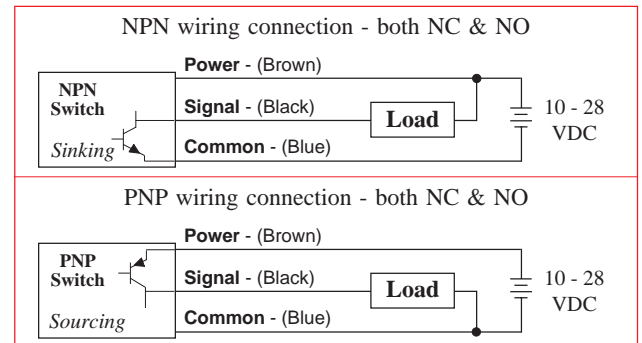 NPN wiring connection - both NC & NO
Power - (Brown)
NPN
Switch
Signal - (Black)
Load
10 - 28
VDC
Sinking
Common - (Blue)
PNP wiring connection - both NC & NO
Power - (Brown)
PNP
Switch
Signal - (Black)
Load
10 - 28
VDC
Sourcing
Common - (Blue)